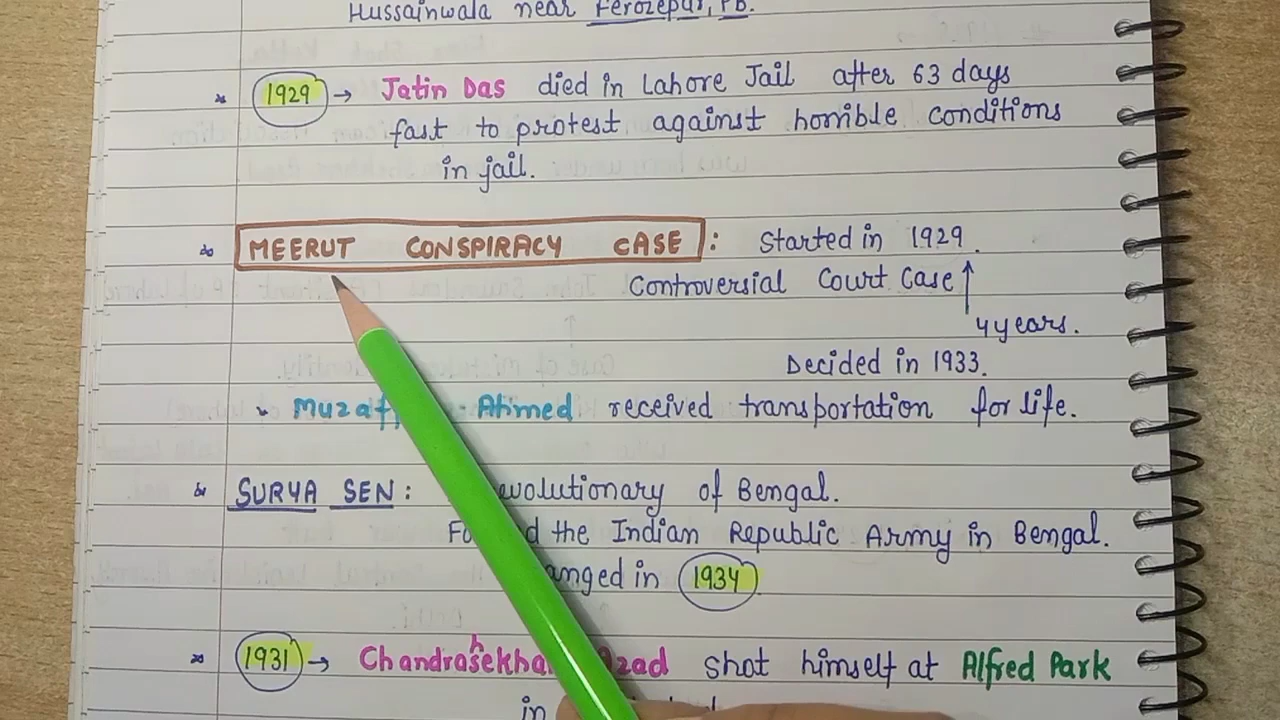 Hussainwala near Ferozepur, Pb.
1929 → Jatin Das died in Lahore Jail after 63 days
fast to protest against horrible conditions
in jail.
MEERUT CONSPIRACY CASE : Started in 1929.
Controversial Court Case
4 years.
Decided in 1933.
Ahmed received transportation for life.
SURYA SEN : of Bengal.
the Indian Republic Army in Bengal.
in 1934
1931 → Chandrashekhar Azad shot himself at Alfred Park
in